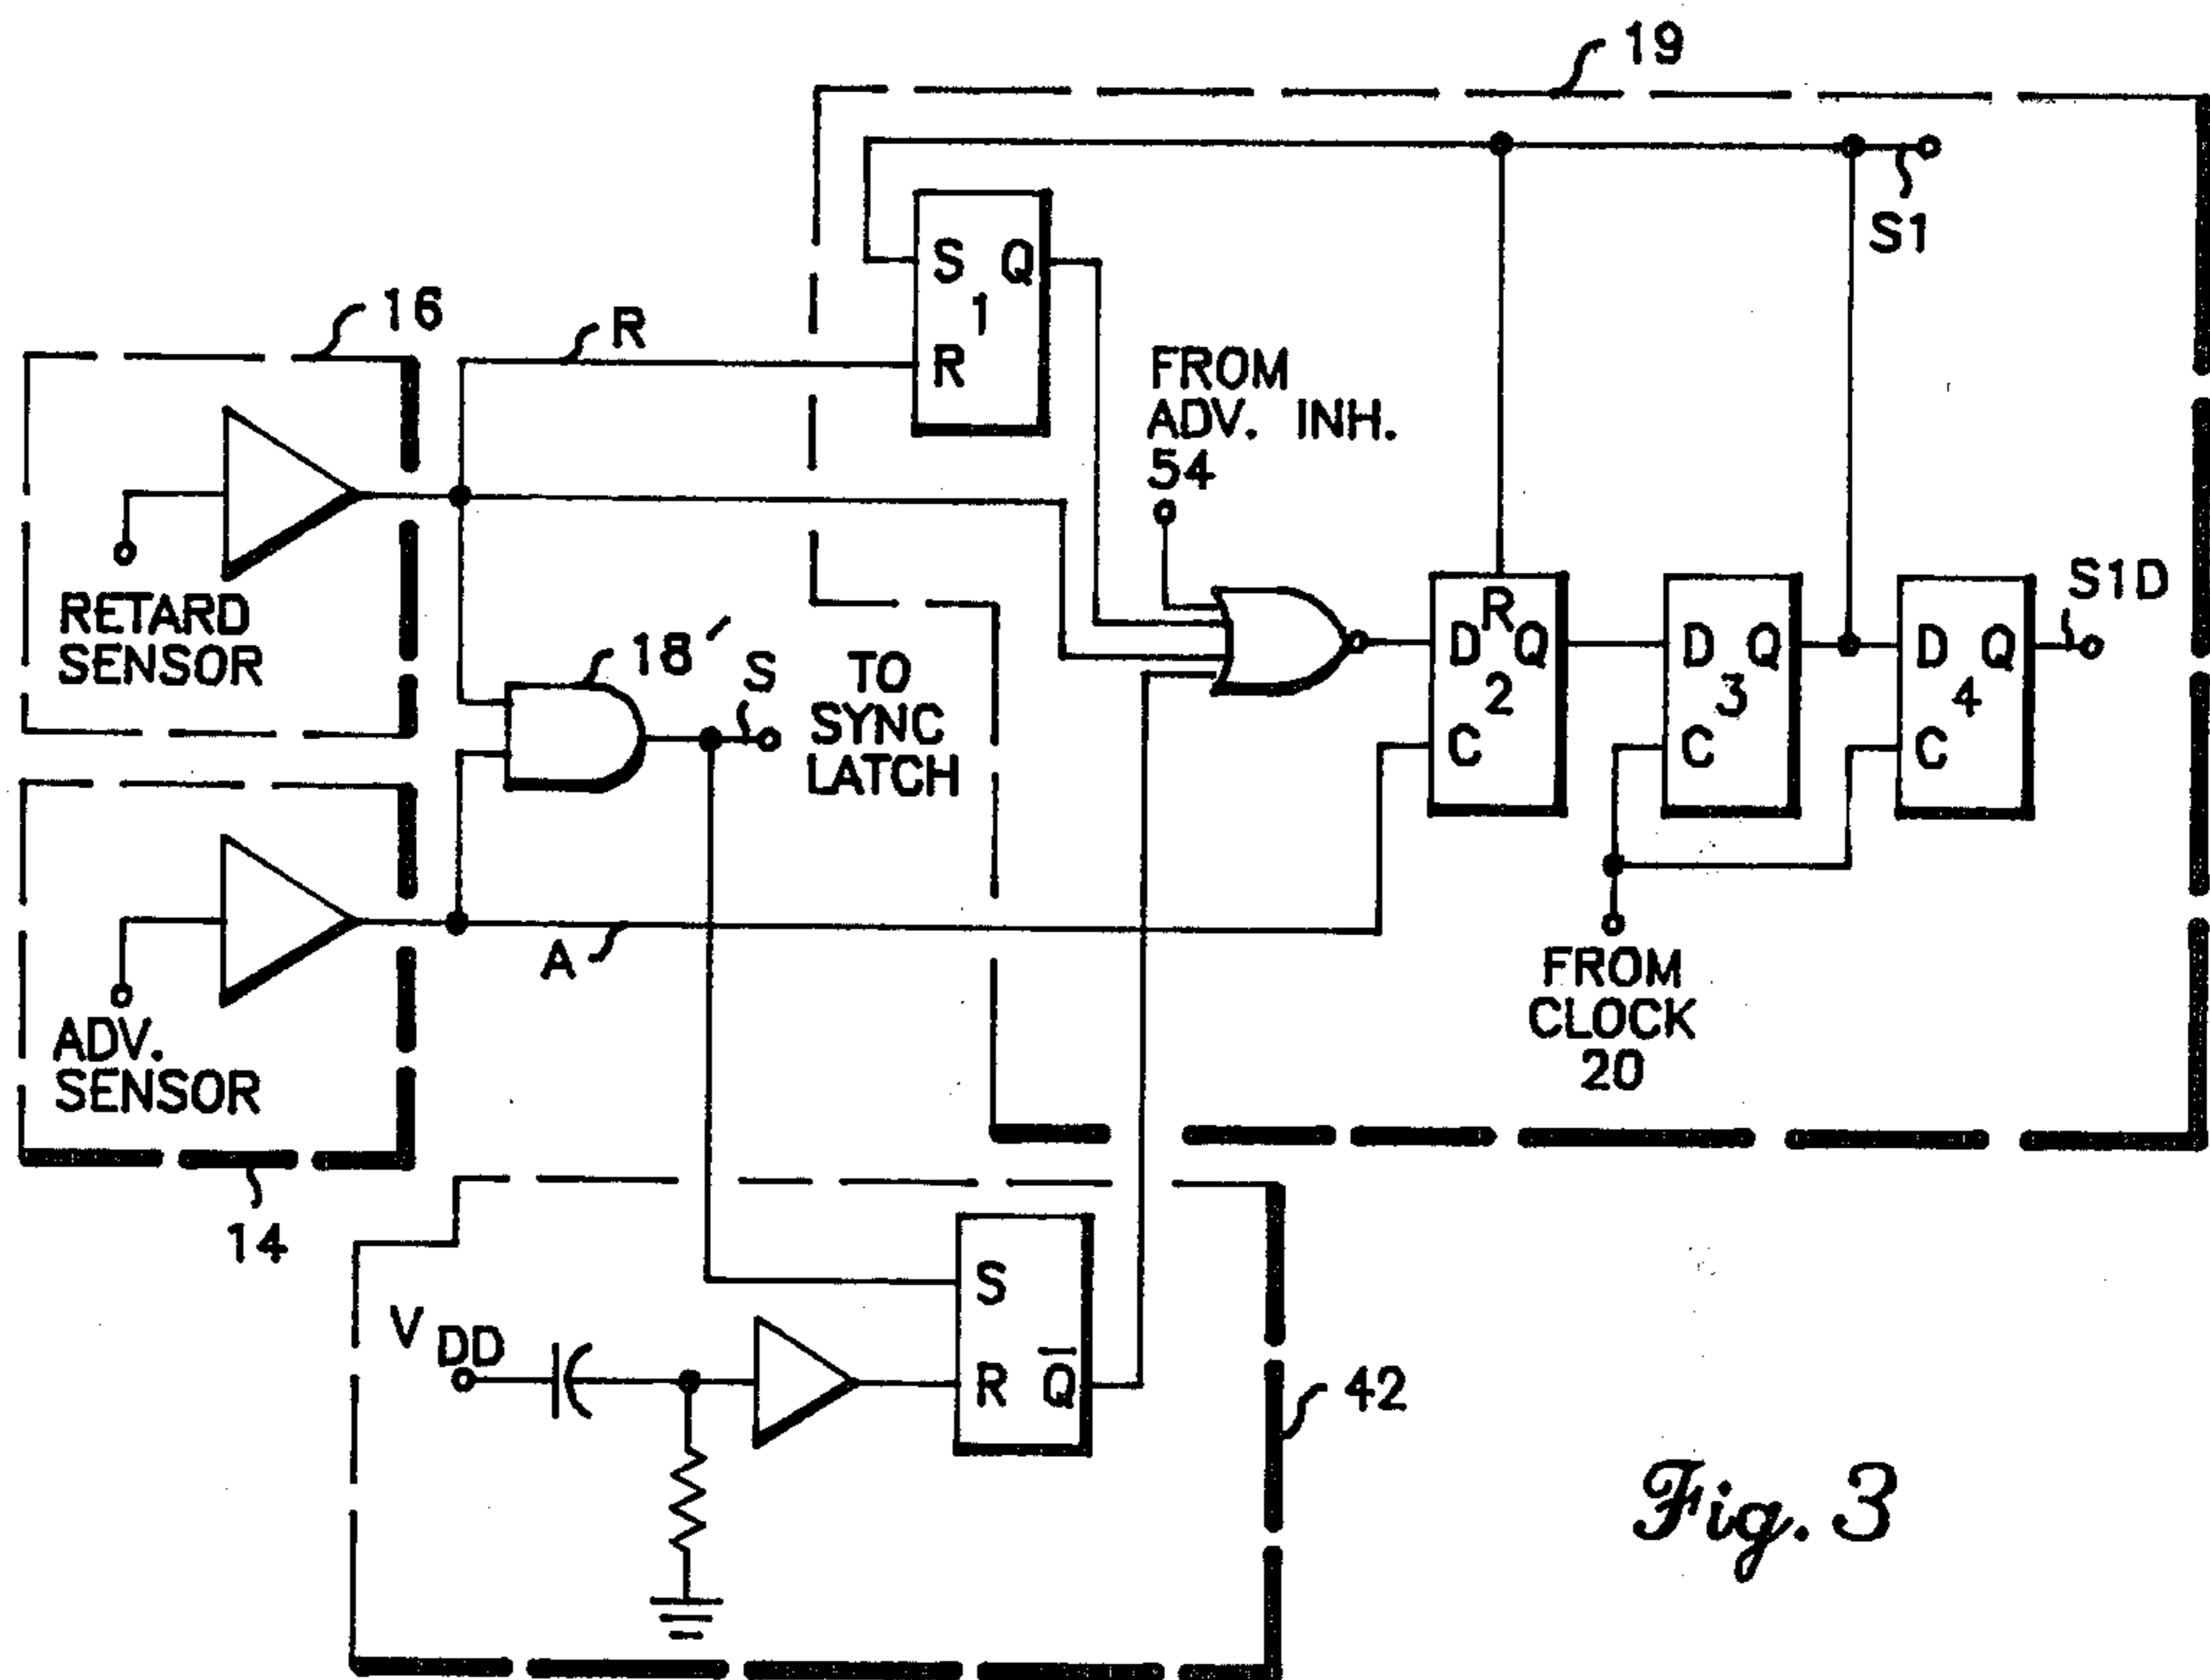 19
S1
S Q
1
R
16
R
FROM
ADV. INH.
54
RETARD
SENSOR
18'
S
TO
SYNC
LATCH
R
D Q
2
C
D Q
3
C
D Q
4
C
S1D
A
FROM
CLOCK
20
ADV.
SENSOR
14
S
R Q̅
VDD
42
Fig. 3